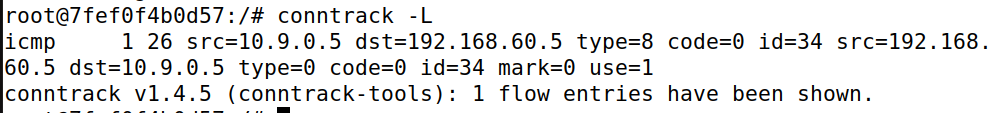 root@7fef0f4b0d57:/# conntrack -L
icmp     1 26 src=10.9.0.5 dst=192.168.60.5 type=8 code=0 id=34 src=192.168.
60.5 dst=10.9.0.5 type=0 code=0 id=34 mark=0 use=1
conntrack v1.4.5 (conntrack-tools): 1 flow entries have been shown.
root@7fef0f4b0d57:/#